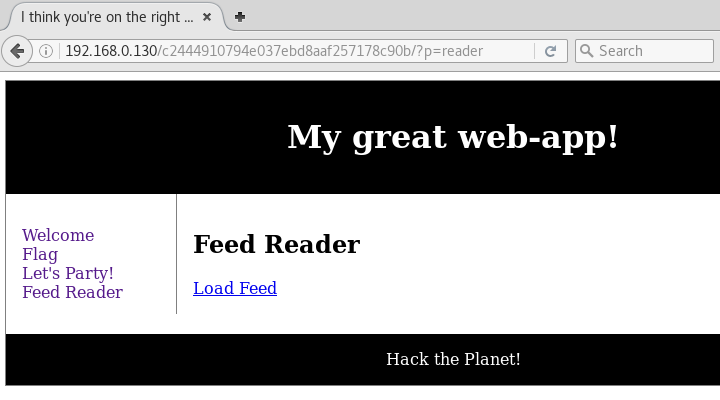 I think you're on the right ...
192.168.0.130/c2444910794e037ebd8aaf257178c90b/?p=reader
Search
My great web-app!
Welcome
Flag
Let's Party!
Feed Reader
Feed Reader
Load Feed
Hack the Planet!